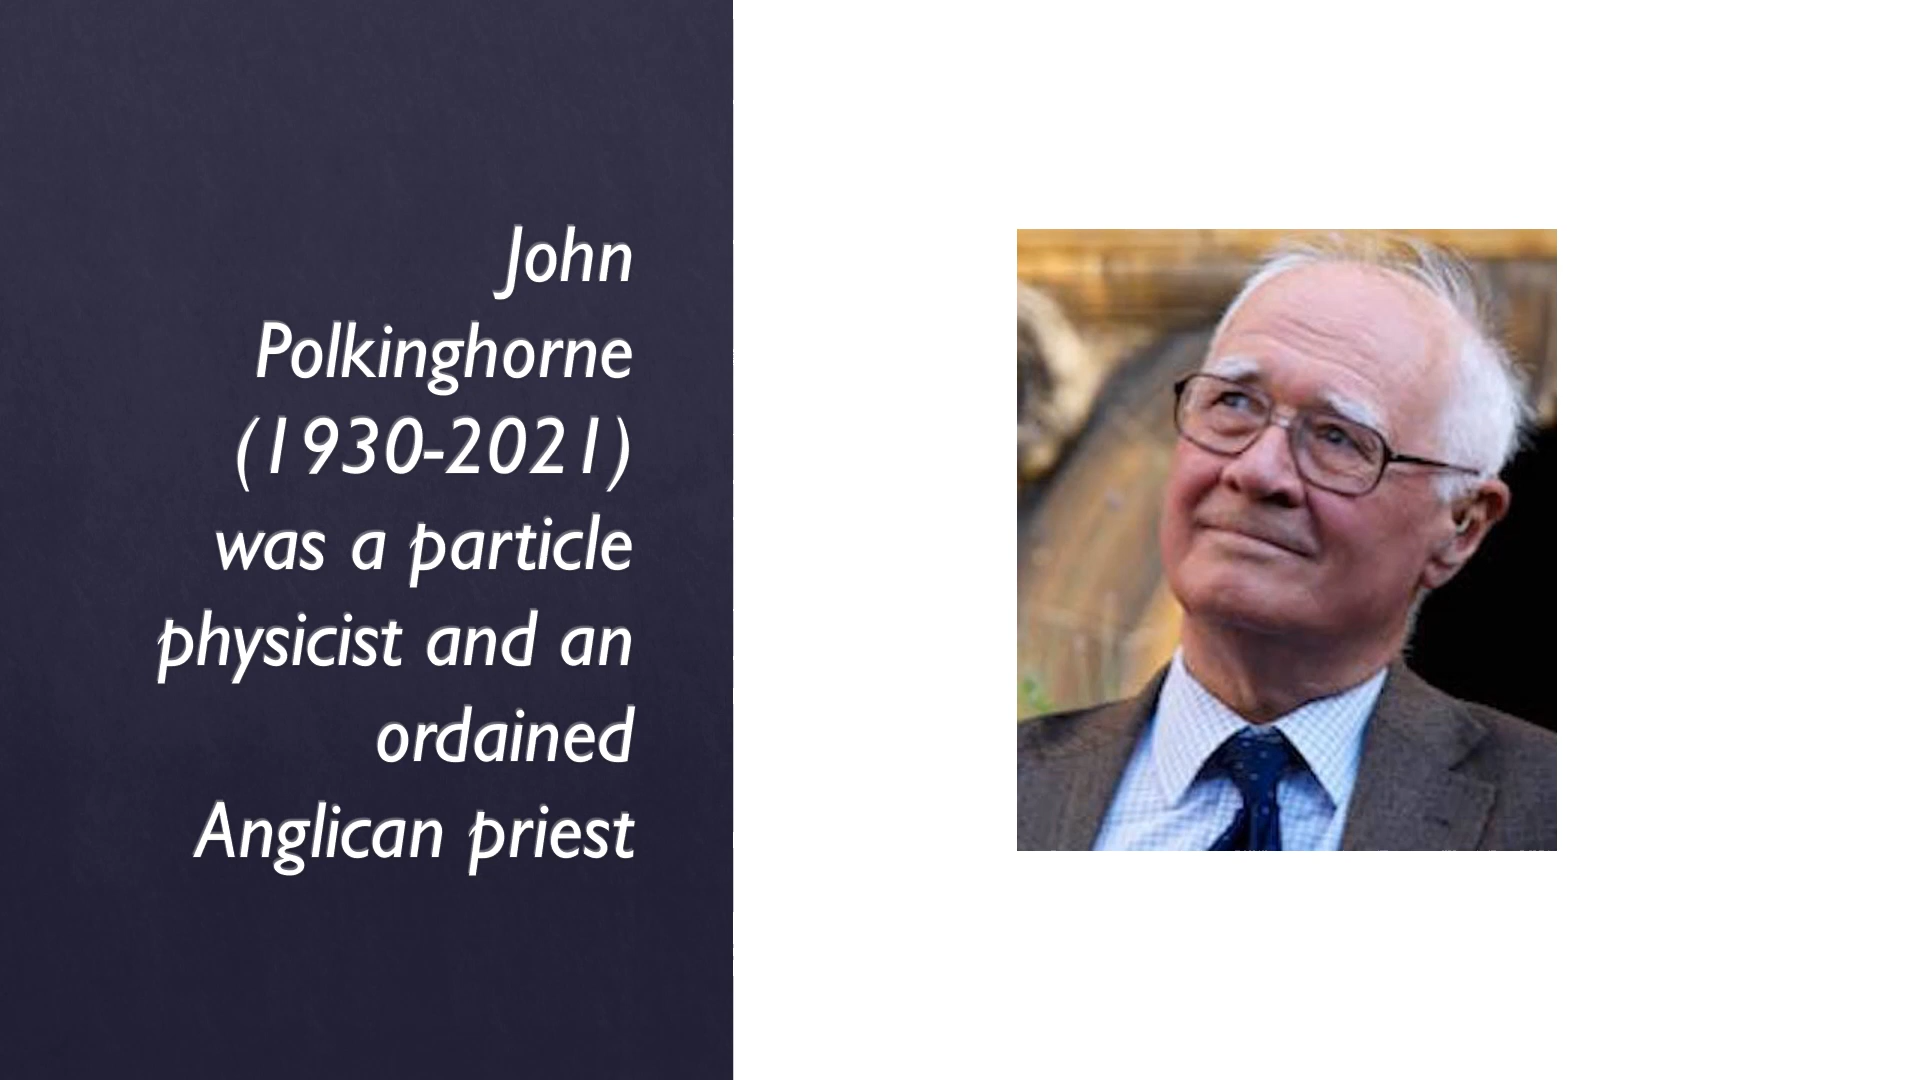 John
Polkinghorne
(1930-2021)
was a particle
physicist and an
ordained
Anglican priest